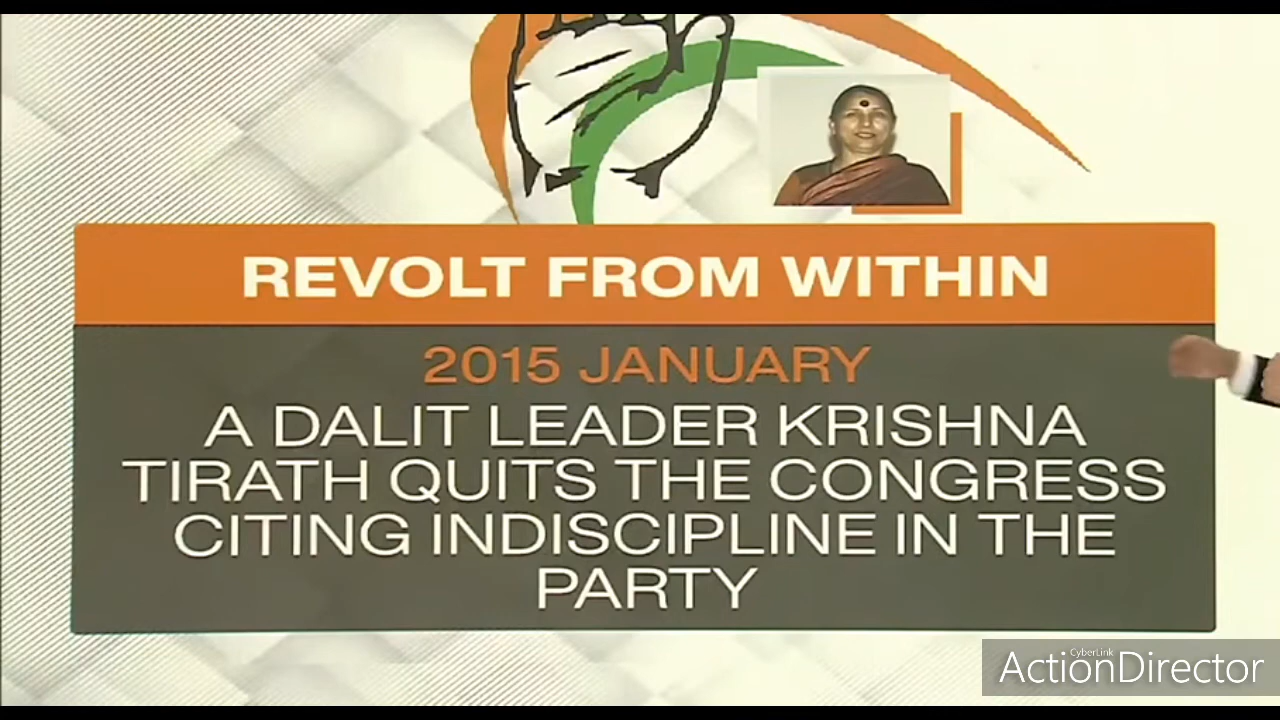 REVOLT FROM WITHIN
2015 JANUARY
A DALIT LEADER KRISHNA
TIRATH QUITS THE CONGRESS
CITING INDISCIPLINE IN THE
PARTY
CyberLink
ActionDirector